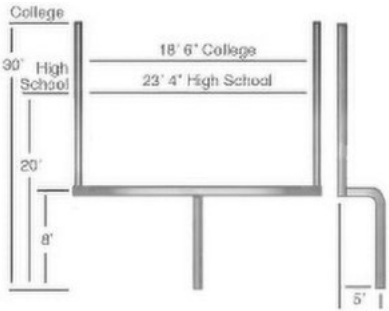 College
18' 6" College
30'
High
School
23' 4" High School
20'
8'
5'